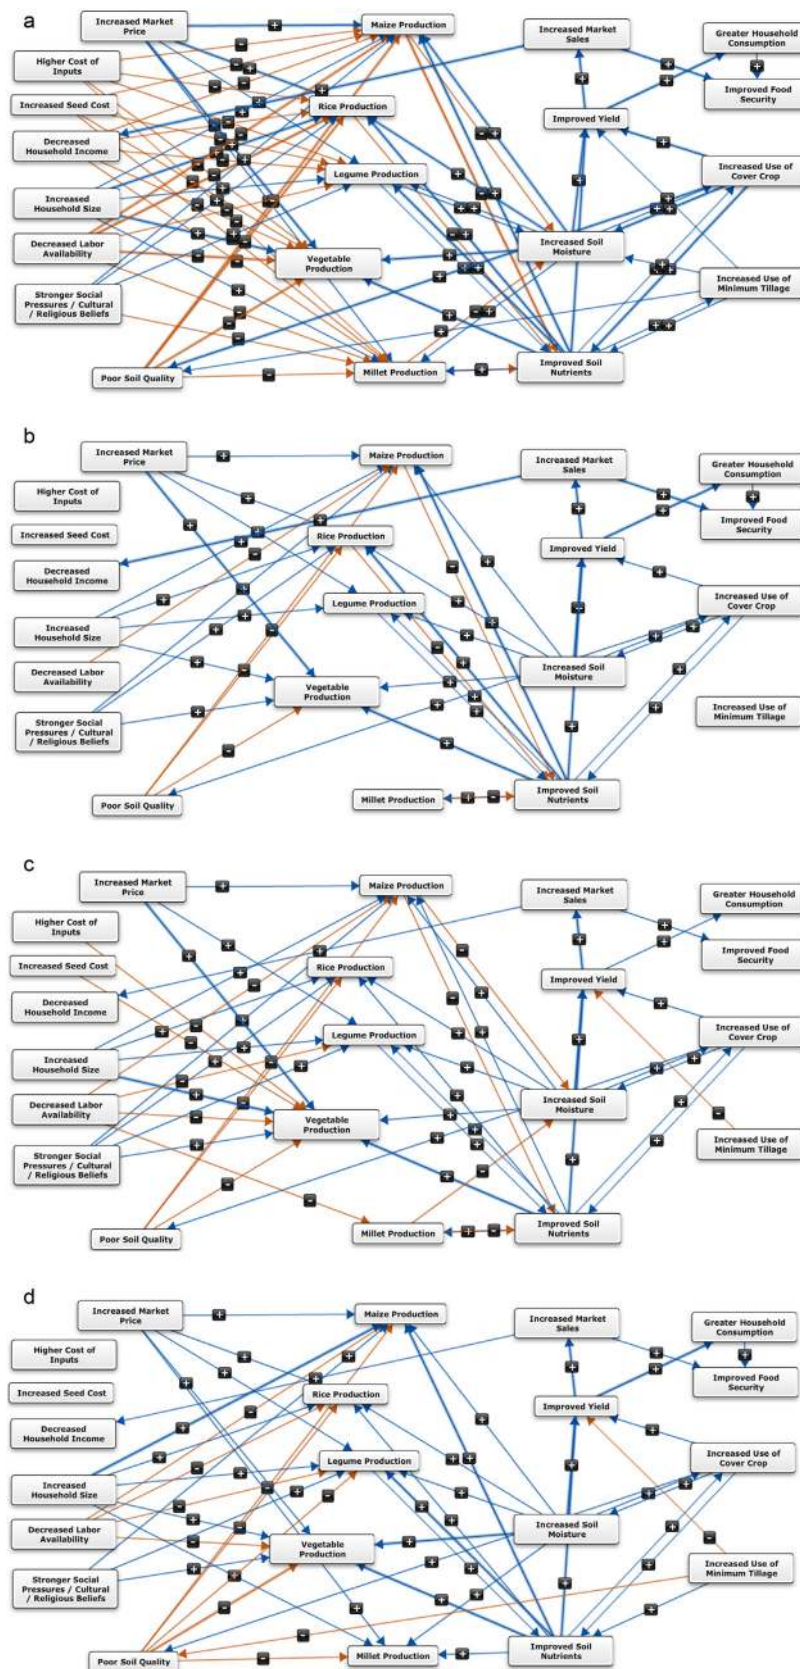 a
Increased Market
Price
Maize Production
Increased Market
Sales
Greater Household
Consumption
Higher Cost of
Inputs
Improved Food
Security
Increased Seed Cost
Rice Production
Improved Yield
Decreased
Household Income
Legume Production
Increased Use of
Cover Crop
Increased
Household Size
Decreased Labor
Availability
Vegetable
Production
Increased Soil
Moisture
Stronger Social
Pressures / Cultural
/ Religious Beliefs
Increased Use of
Minimum Tillage
Poor Soil Quality
Millet Production
Improved Soil
Nutrients
b
Increased Market
Price
Maize Production
Increased Market
Sales
Greater Household
Consumption
Higher Cost of
Inputs
Improved Food
Security
Increased Seed Cost
Rice Production
Improved Yield
Decreased
Household Income
Legume Production
Increased Use of
Cover Crop
Increased
Household Size
Decreased Labor
Availability
Vegetable
Production
Increased Soil
Moisture
Stronger Social
Pressures / Cultural
/ Religious Beliefs
Increased Use of
Minimum Tillage
Poor Soil Quality
Millet Production
Improved Soil
Nutrients
c
Increased Market
Price
Maize Production
Increased Market
Sales
Greater Household
Consumption
Higher Cost of
Inputs
Improved Food
Security
Increased Seed Cost
Rice Production
Improved Yield
Decreased
Household Income
Legume Production
Increased Use of
Cover Crop
Increased
Household Size
Decreased Labor
Availability
Vegetable
Production
Increased Soil
Moisture
Stronger Social
Pressures / Cultural
/ Religious Beliefs
Increased Use of
Minimum Tillage
Poor Soil Quality
Millet Production
Improved Soil
Nutrients
d
Increased Market
Price
Maize Production
Increased Market
Sales
Greater Household
Consumption
Higher Cost of
Inputs
Improved Food
Security
Increased Seed Cost
Rice Production
Improved Yield
Decreased
Household Income
Legume Production
Increased Use of
Cover Crop
Increased
Household Size
Decreased Labor
Availability
Vegetable
Production
Increased Soil
Moisture
Stronger Social
Pressures / Cultural
/ Religious Beliefs
Increased Use of
Minimum Tillage
Poor Soil Quality
Millet Production
Improved Soil
Nutrients